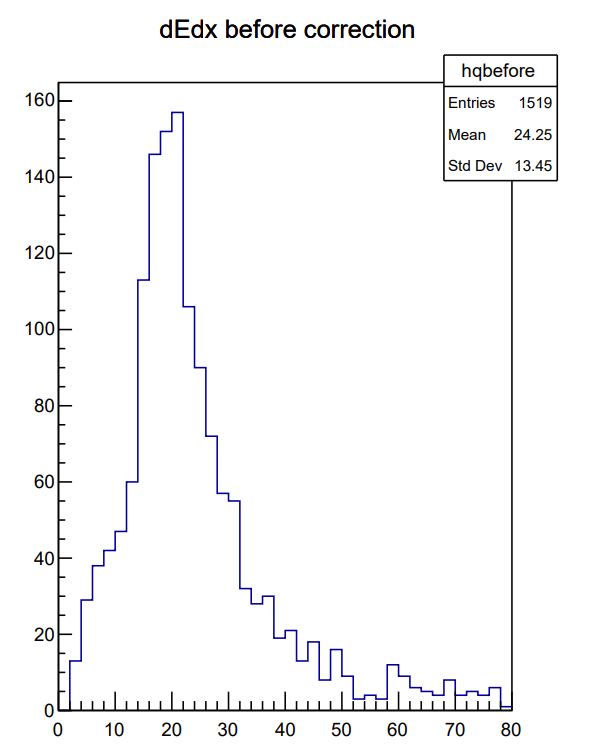 dEdx before correction
hqbefore
Entries 1519
Mean 24.25
Std Dev 13.45
160
140
120
100
80
60
40
20
0
0 10 20 30 40 50 60 70 80